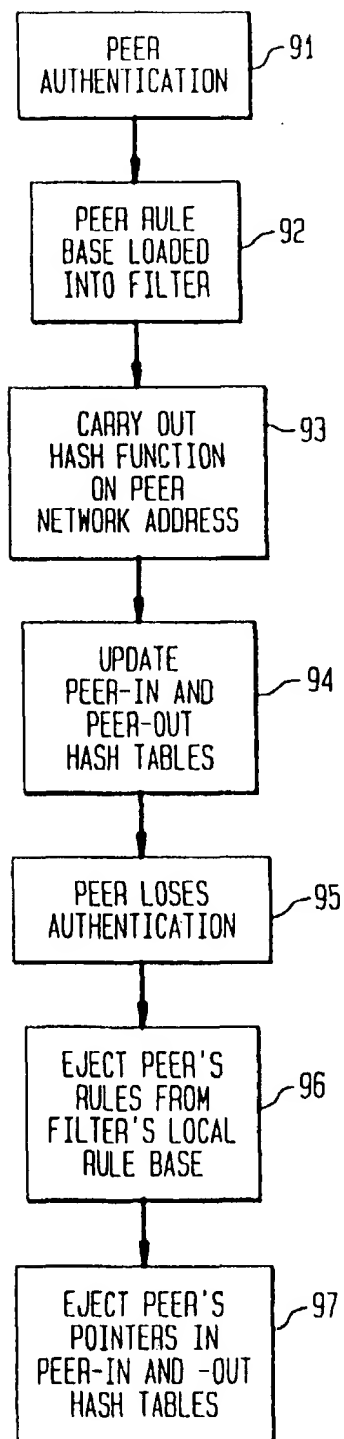 PEER
AUTHENTICATION
91
PEER RULE
BASE LOADED
INTO FILTER
92
CARRY OUT
HASH FUNCTION
ON PEER
NETWORK ADDRESS
93
UPDATE
PEER-IN AND
PEER-OUT
HASH TABLES
94
PEER LOSES
AUTHENTICATION
95
EJECT PEER'S
RULES FROM
FILTER'S LOCAL
RULE BASE
96
EJECT PEER'S
POINTERS IN
PEER-IN AND -OUT
HASH TABLES
97